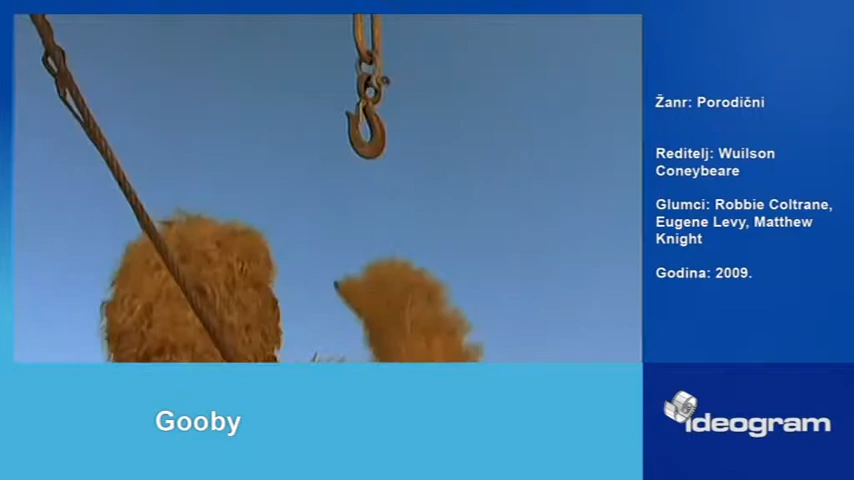 Žanr: Porodični
Reditelj: Wuilson
Coneybeare
Glumci: Robbie Coltrane,
Eugene Levy, Matthew
Knight
Godina: 2009.
Gooby
ideogram